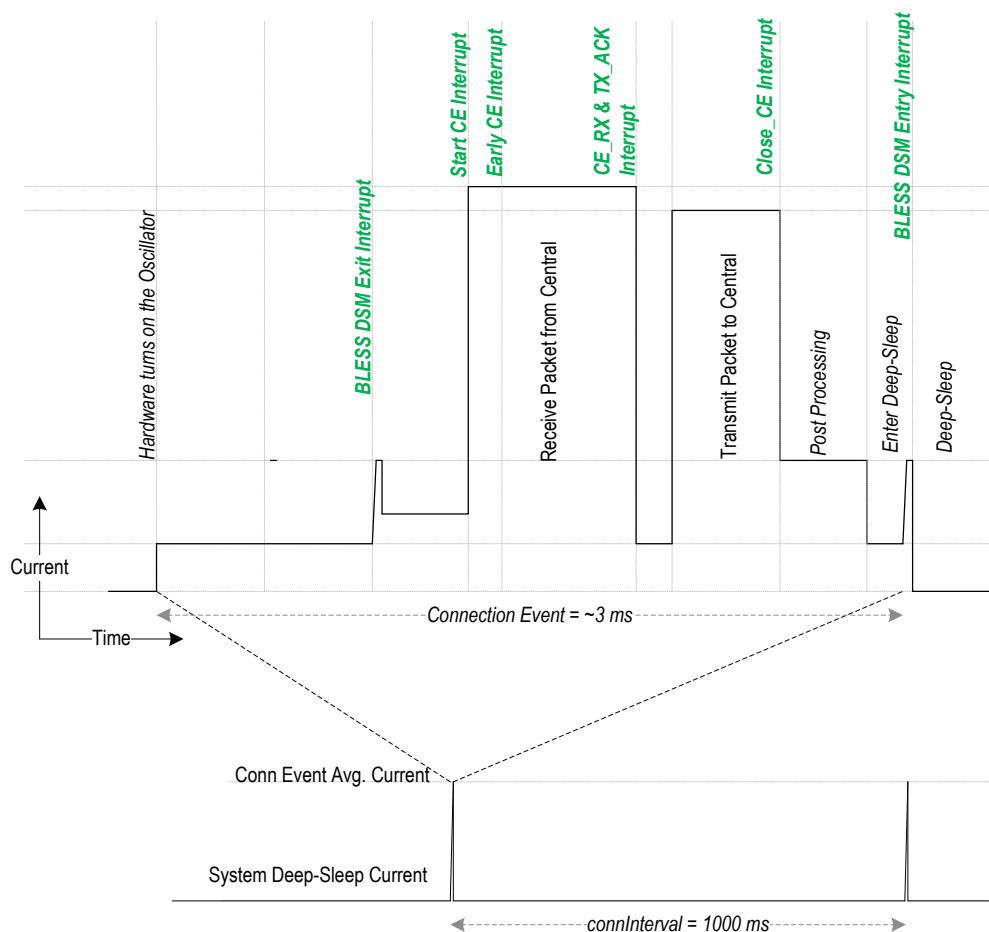 Hardware turns on the Oscillator
BLESS DSM Exit Interrupt
Start CE Interrupt
Early CE Interrupt
CE_RX & TX_ACK
Interrupt
Close_CE Interrupt
BLESS DSM Entry Interrupt
Receive Packet from Central
Transmit Packet to Central
Post Processing
Enter Deep-Sleep
Deep-Sleep
Current
Time
Connection Event = ~3 ms
Conn Event Avg. Current
System Deep-Sleep Current
connInterval = 1000 ms